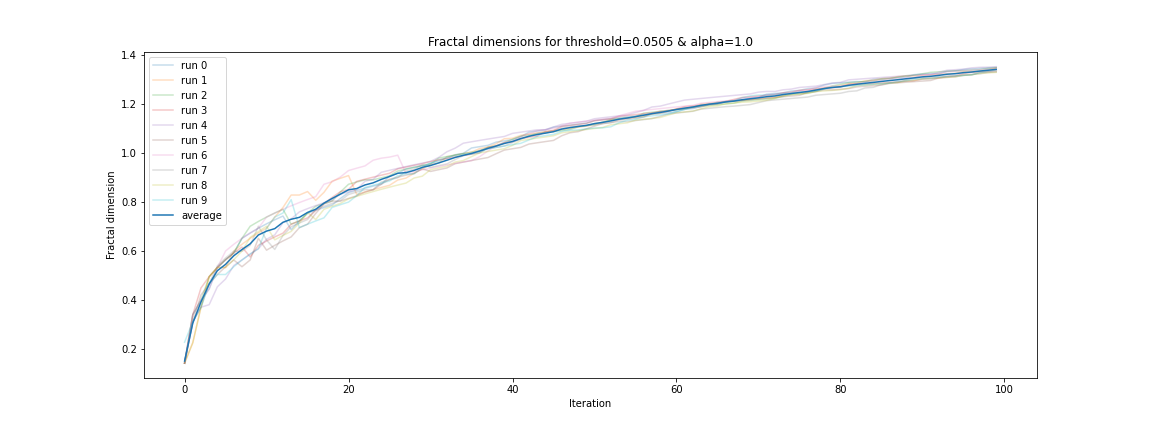 Fractal dimensions for threshold=0.0505 & alpha=1.0
Fractal dimension
1.4
1.2
1.0
0.8
0.6
0.4
0.2
run 0
run 1
run 2
run 3
run 4
run 5
run 6
run 7
run 8
run 9
average
0 20 40 60 80 100
Iteration